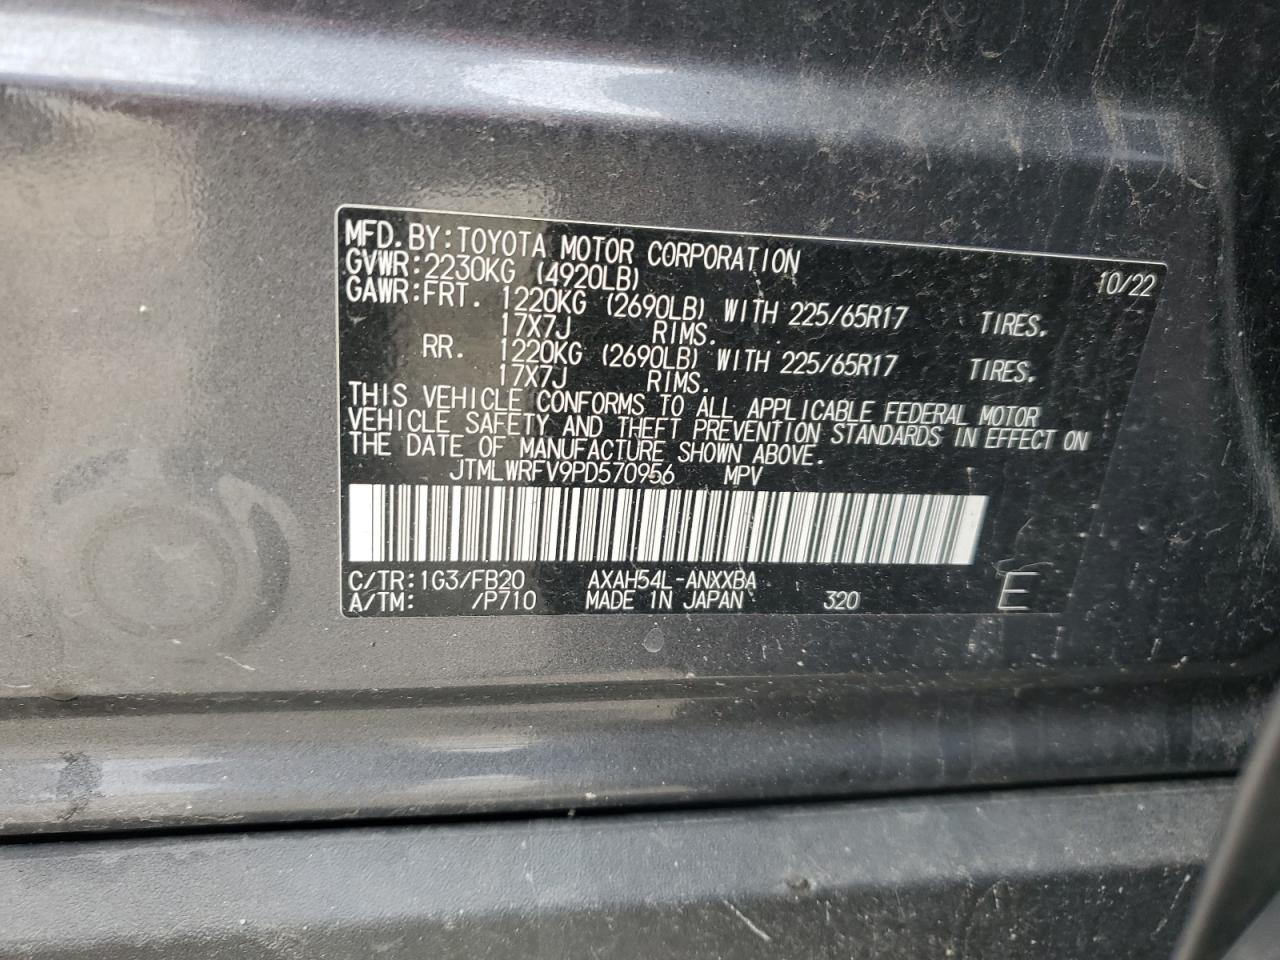 MFD.BY:TOYOTA MOTOR CORPORATION 10/22
GVWR:2230KG (4920LB)
GAWR:FRT. 1220KG (2690LB) WITH 225/65R17 TIRES.
17X7J RIMS.
RR. 1220KG (2690LB) WITH 225/65R17 TIRES.
17X7J RIMS.
THIS VEHICLE CONFORMS TO ALL APPLICABLE FEDERAL MOTOR
VEHICLE SAFETY AND THEFT PREVENTION STANDARDS IN EFFECT ON
THE DATE OF MANUFACTURE SHOWN ABOVE.
JTMLWRFV9PD570956 MPV
C/TR:1G3/FB20 AXAH54L-ANXXBA
A/TM: /P710 MADE IN JAPAN 320 E